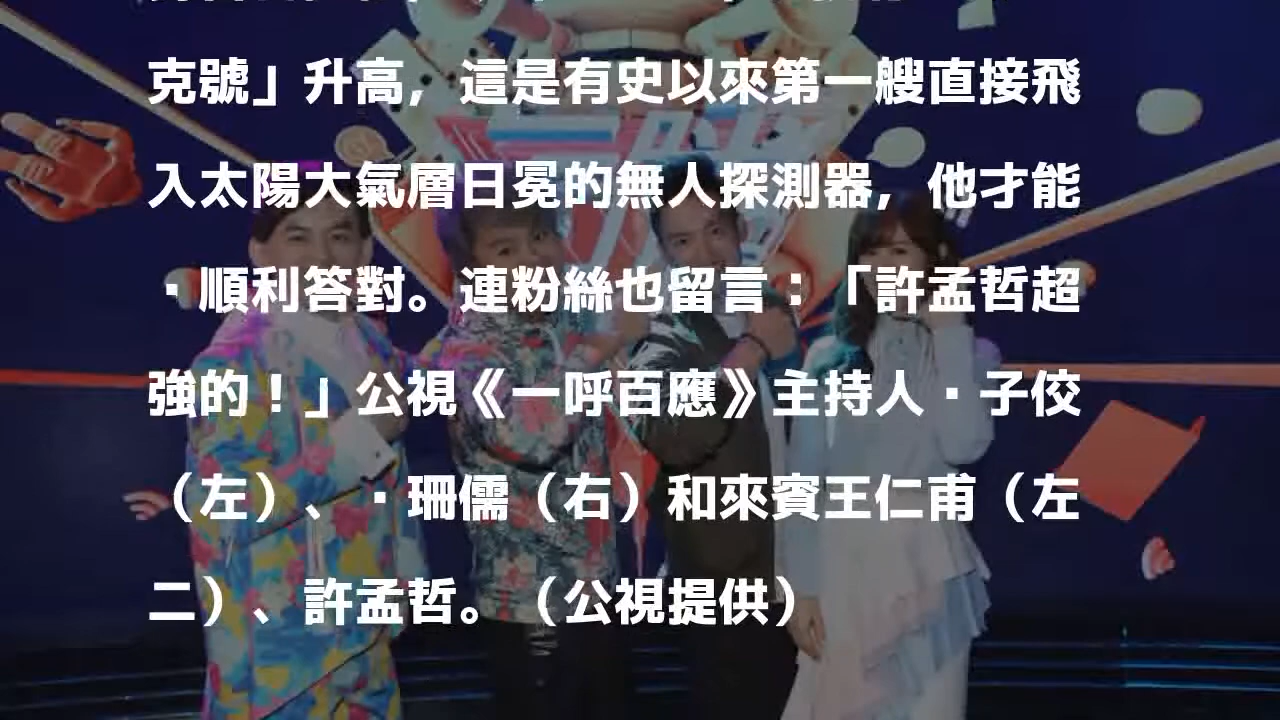 克號」升高，這是有史以來第一艘直接飛
入太陽大氣層日冕的無人探測器，他才能
·順利答對。連粉絲也留言：「許孟哲超
強的！」公視《一呼百應》主持人·子佼
（左）、·珊儒（右）和來賓王仁甫（左
二）、許孟哲。（公視提供）